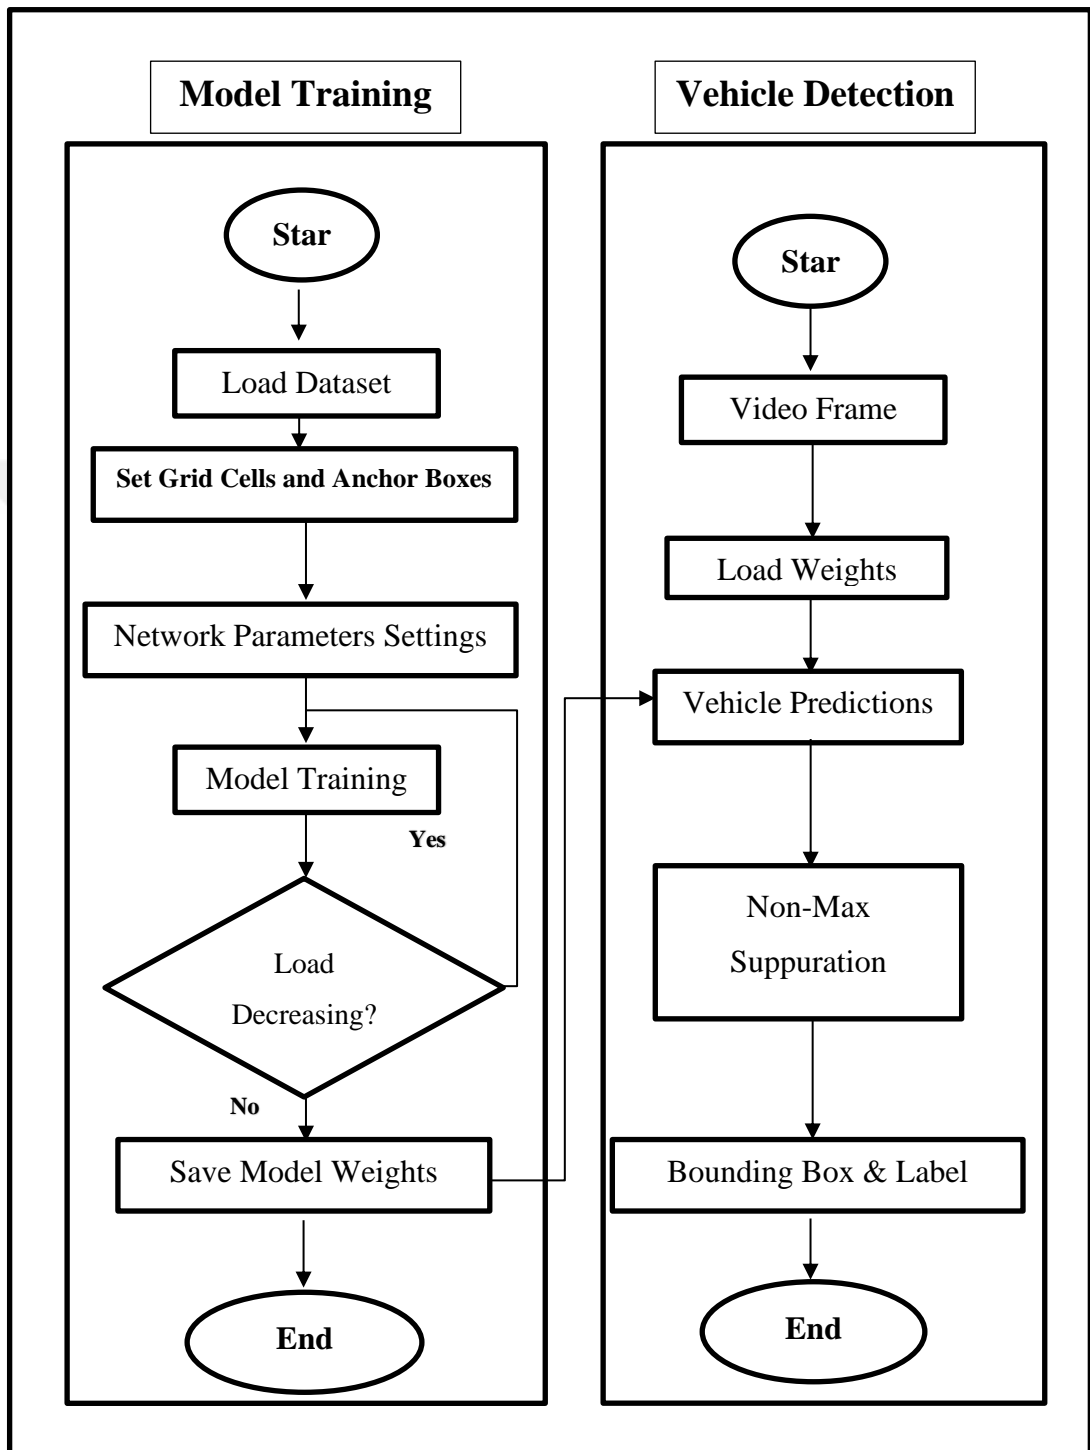 Model Training
Star
Load Dataset
Set Grid Cells and Anchor Boxes
Network Parameters Settings
Model Training
Yes
Load
Decreasing?
No
Save Model Weights
End
Vehicle Detection
Star
Video Frame
Load Weights
Vehicle Predictions
Non-Max
Suppuration
Bounding Box & Label
End